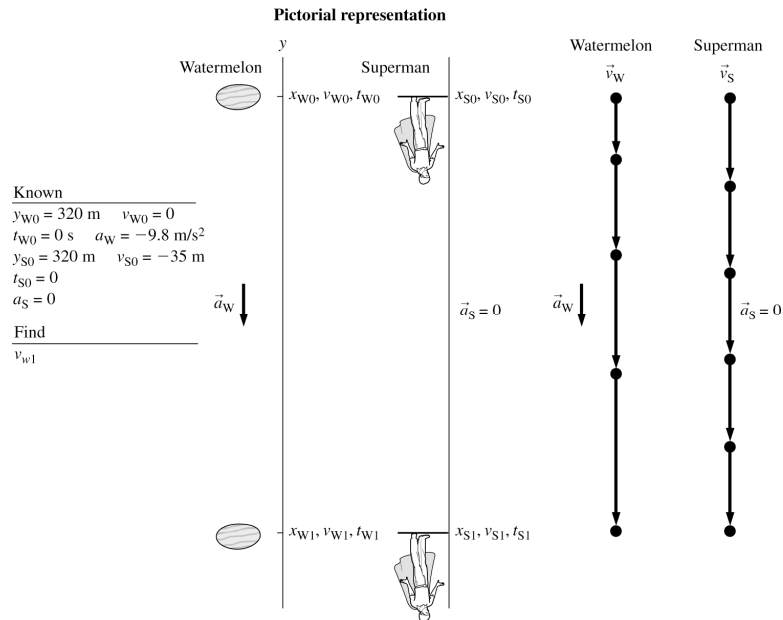 Pictorial representation
y
Watermelon Superman
x_W0, v_W0, t_W0
x_S0, v_S0, t_S0
Known
y_W0 = 320 m v_W0 = 0
t_W0 = 0 s a_W = −9.8 m/s²
y_S0 = 320 m v_S0 = −35 m
t_S0 = 0
a_S = 0
Find
v_w1
a⃗_W
a⃗_S = 0
x_W1, v_W1, t_W1
x_S1, v_S1, t_S1
Watermelon Superman
v⃗_W v⃗_S
a⃗_W
a⃗_S = 0